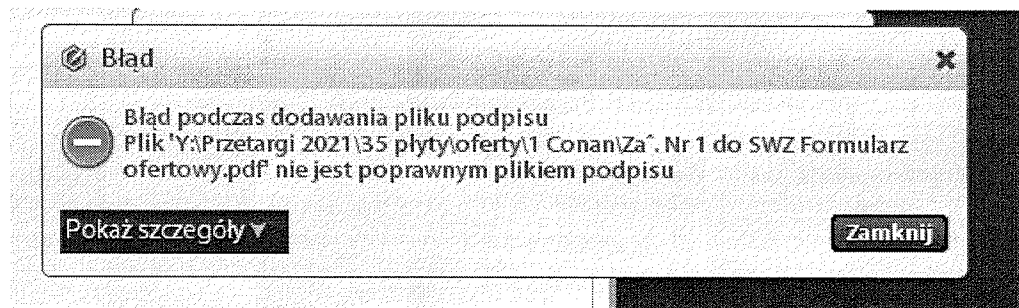 Błąd
Błąd podczas dodawania pliku podpisu
Plik 'Y:\Przetargi 2021\35 płyty\oferty\1 Conan\Zaˆ. Nr 1 do SWZ Formularz
ofertowy.pdf' nie jest poprawnym plikiem podpisu
Pokaż szczegóły
Zamknij